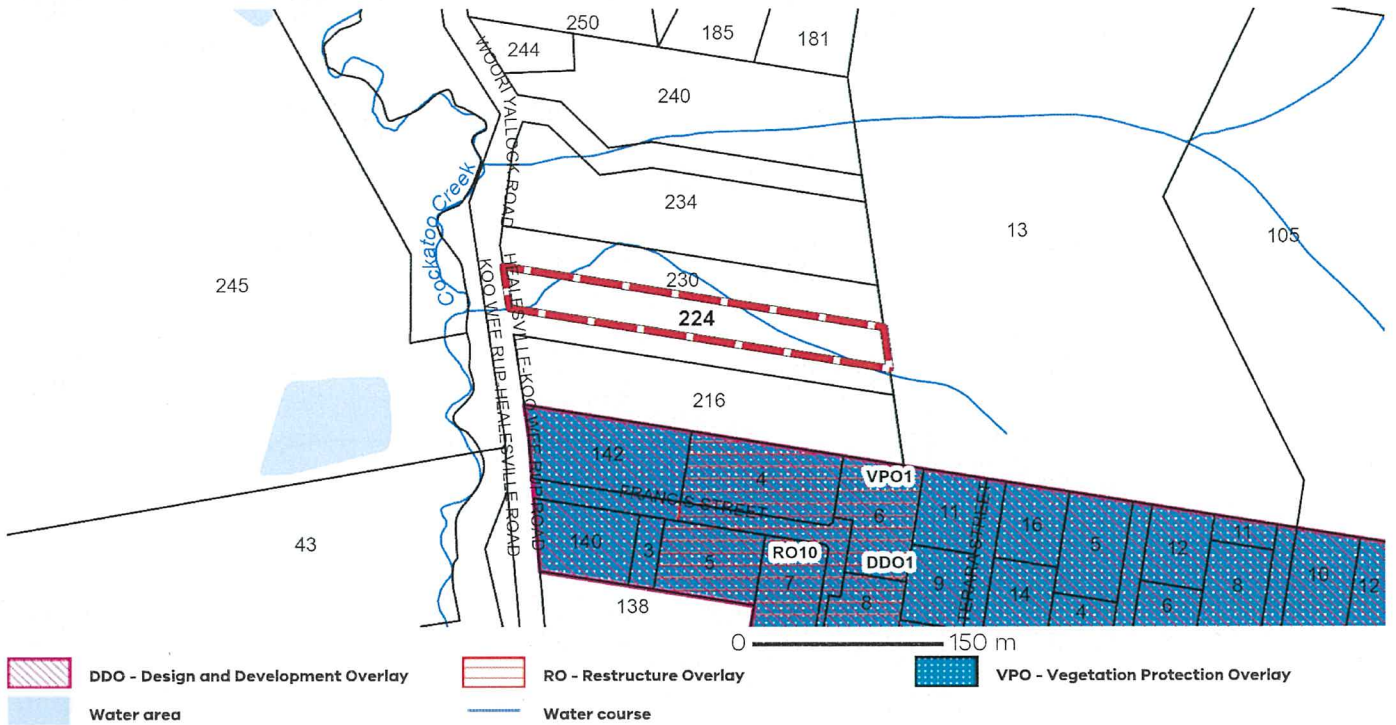 250
185
181
244
240
WOORI YALLOCK ROAD
Cockatoo Creek
234
13
105
245
230
224
HEALESVILLE-KOO WEE RUP ROAD
KOO WEE RUP-HEALESVILLE ROAD
216
142
4
VPO1
FRANCIS STREET
6
11
TERAMA STREET
16
5
12
11
43
140
3
5
RO10
7
DDO1
9
14
8
10
12
138
8
4
6
0
150 m
DDO - Design and Development Overlay
RO - Restructure Overlay
VPO - Vegetation Protection Overlay
Water area
Water course